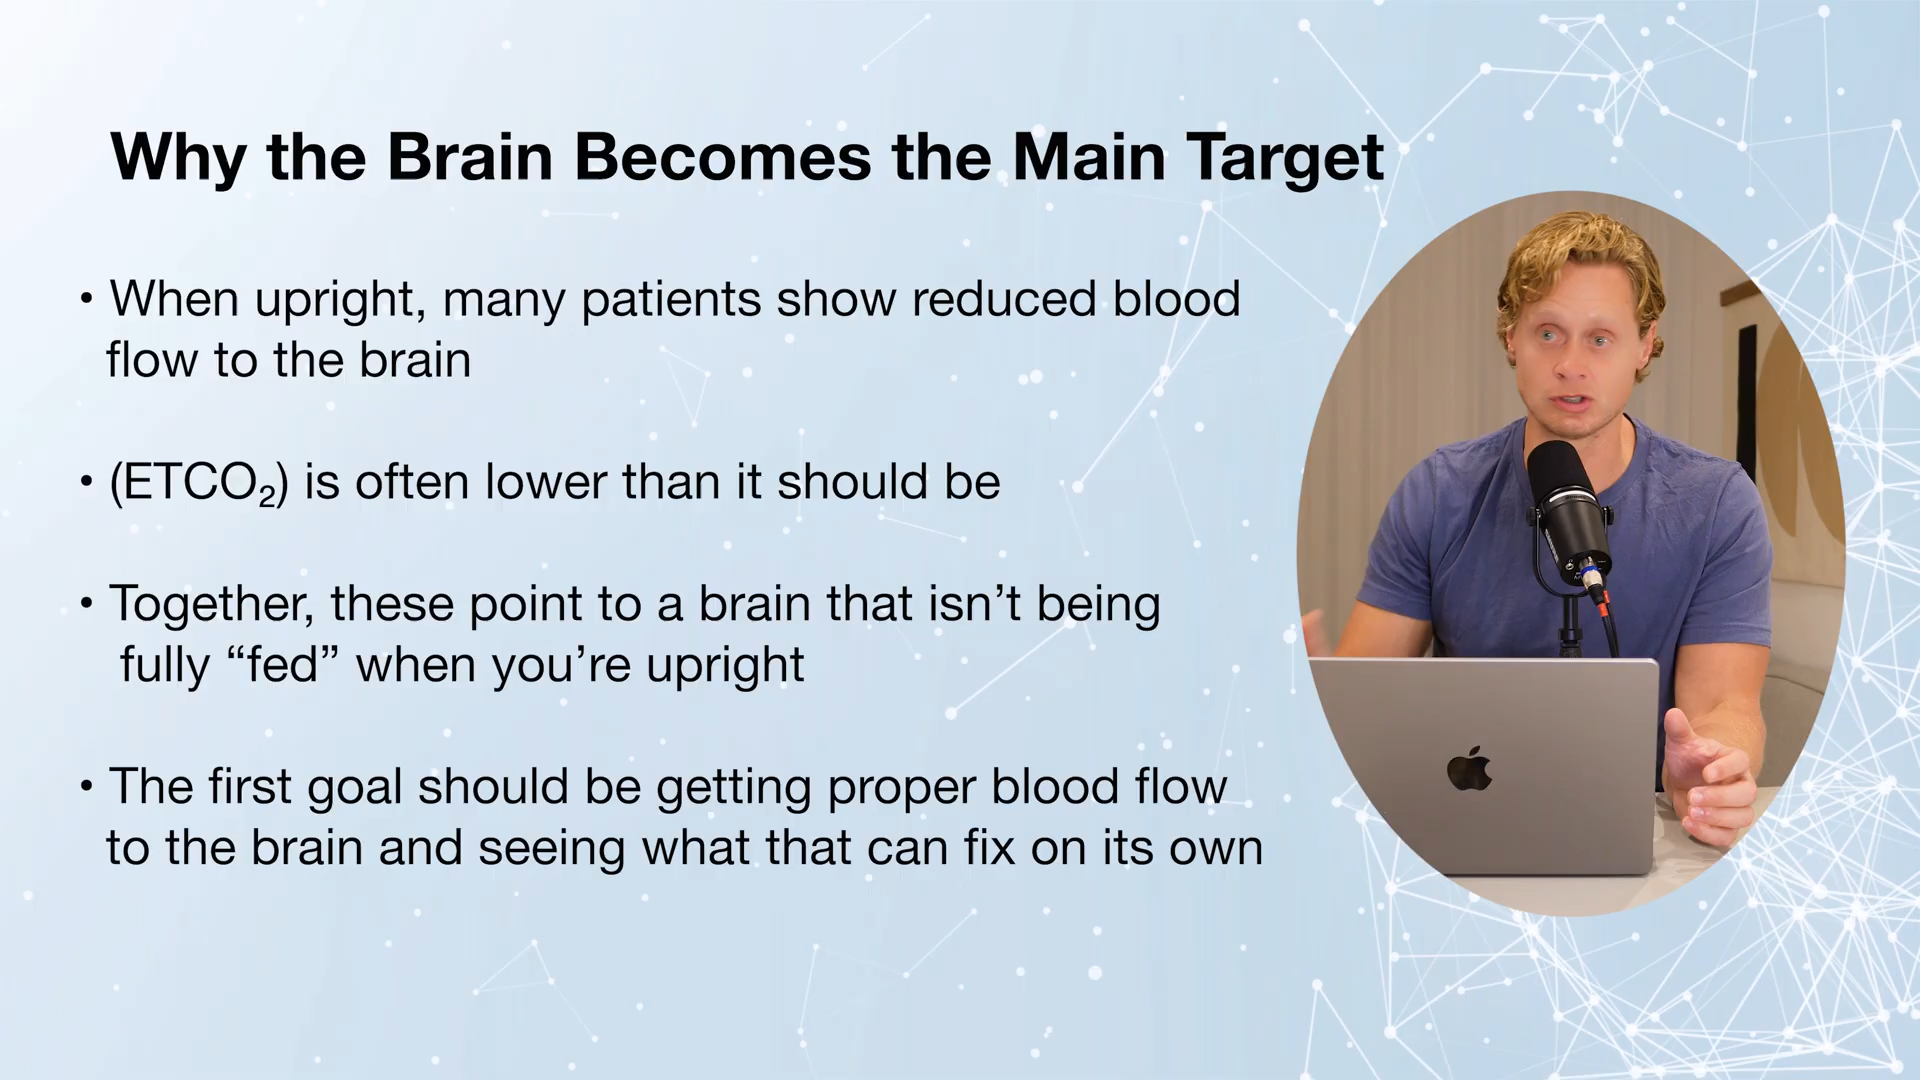 Why the Brain Becomes the Main Target
• When upright, many patients show reduced blood
flow to the brain
• (ETCO₂) is often lower than it should be
• Together, these point to a brain that isn’t being
fully “fed” when you’re upright
• The first goal should be getting proper blood flow
to the brain and seeing what that can fix on its own